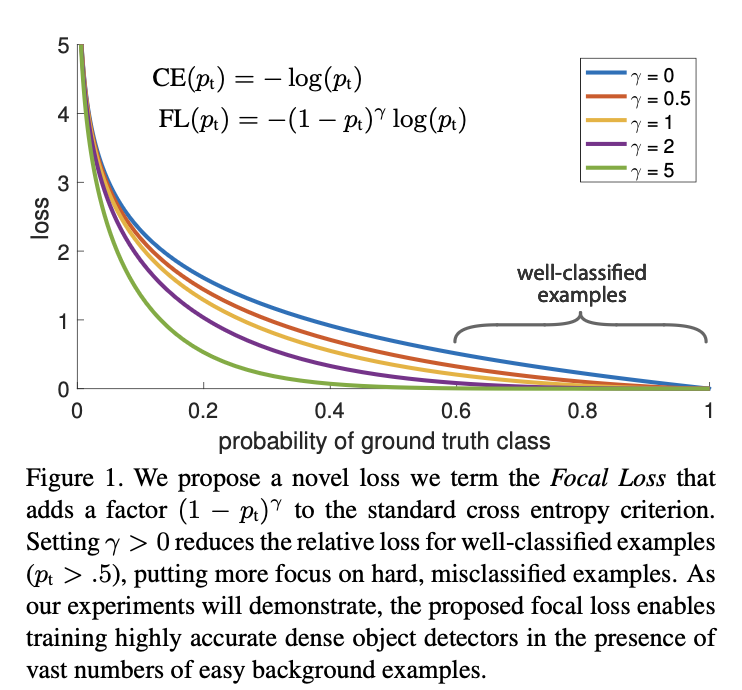 5
4
3
2
1
0
loss
CE(pₜ) = − log(pₜ)
FL(pₜ) = −(1 − pₜ)^γ log(pₜ)
γ = 0
γ = 0.5
γ = 1
γ = 2
γ = 5
well-classified
examples
0 0.2 0.4 0.6 0.8 1
probability of ground truth class
Figure 1. We propose a novel loss we term the Focal Loss that
adds a factor (1 − pₜ)^γ to the standard cross entropy criterion.
Setting γ > 0 reduces the relative loss for well-classified examples
(pₜ > .5), putting more focus on hard, misclassified examples. As
our experiments will demonstrate, the proposed focal loss enables
training highly accurate dense object detectors in the presence of
vast numbers of easy background examples.